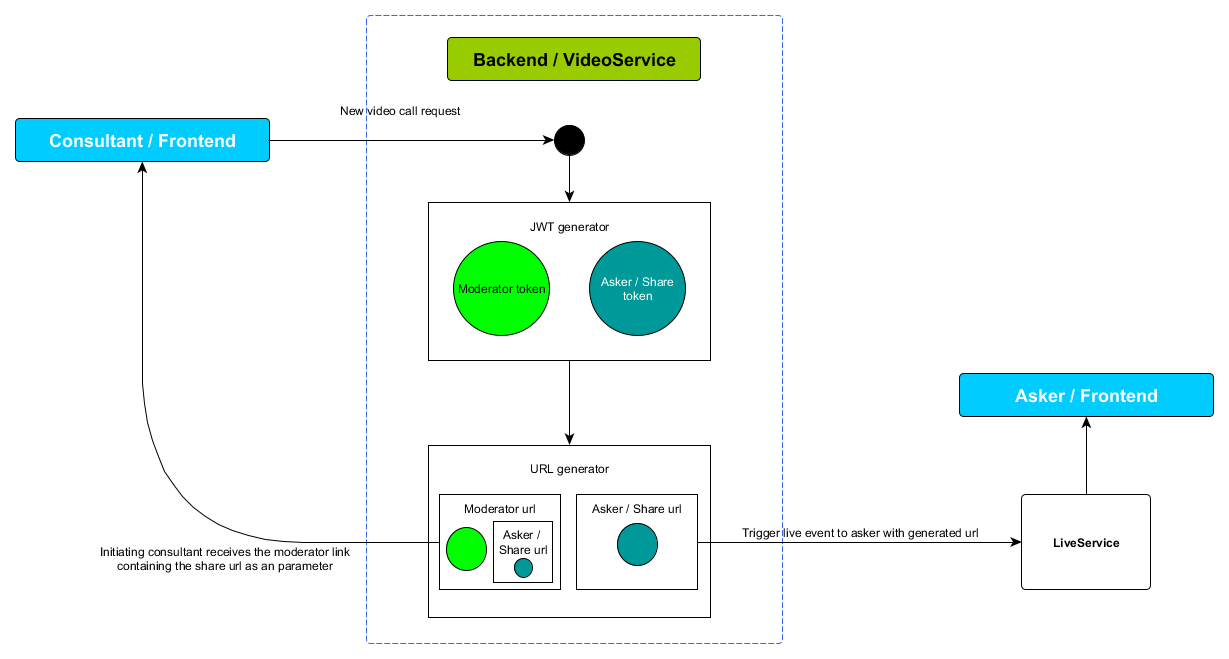 Backend / VideoService
New video call request
Consultant / Frontend
JWT generator
Moderator token
Asker / Share
token
Asker / Frontend
URL generator
Moderator url
Asker /
Share url
Asker / Share url
Trigger live event to asker with generated url
LiveService
Initiating consultant receives the moderator link
containing the share url as an parameter